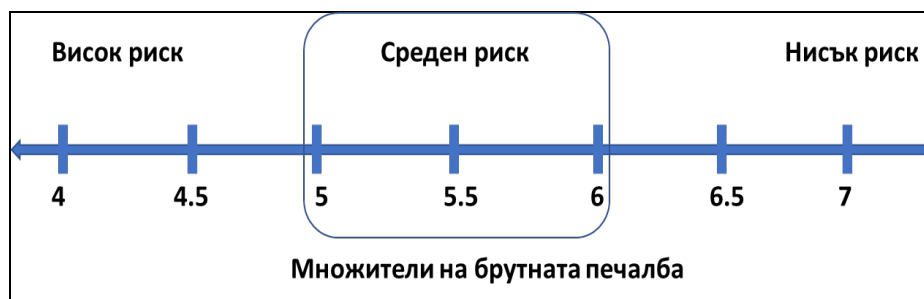 Висок риск Среден риск Нисък риск
4 4.5 5 5.5 6 6.5 7
Множители на брутната печалба